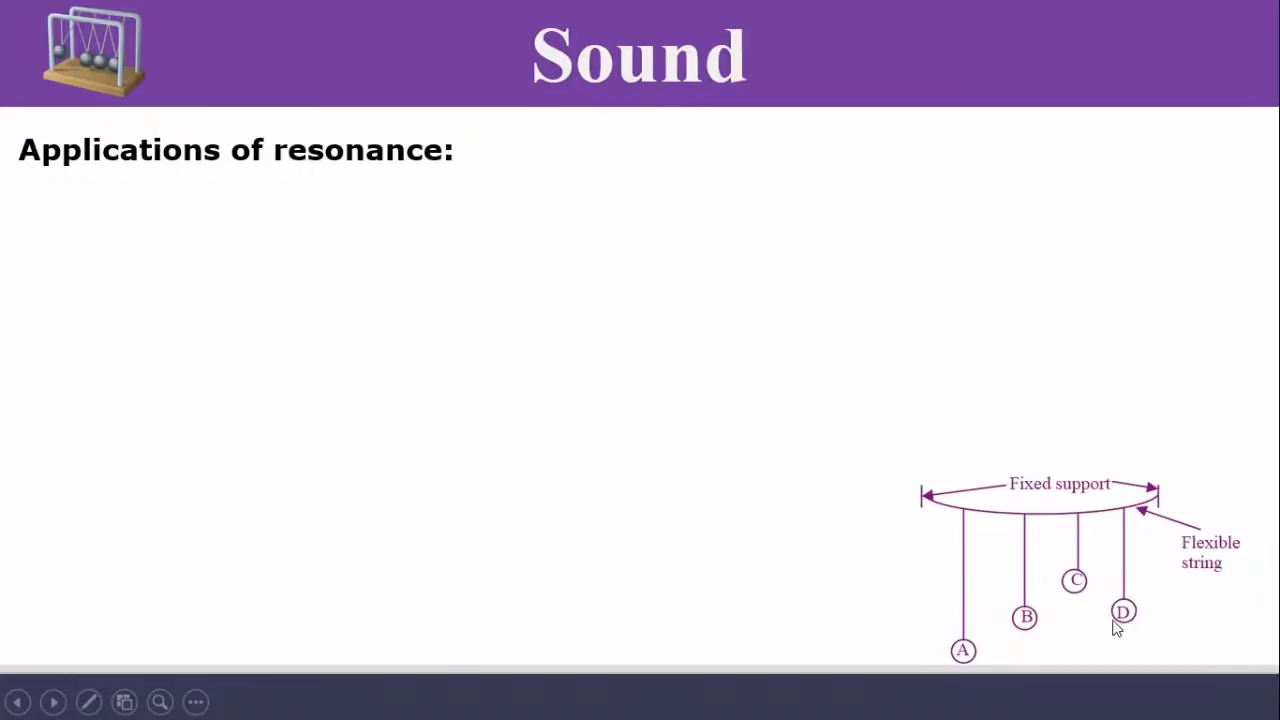 Sound
Applications of resonance:
Fixed support
Flexible
string
C
B
D
A